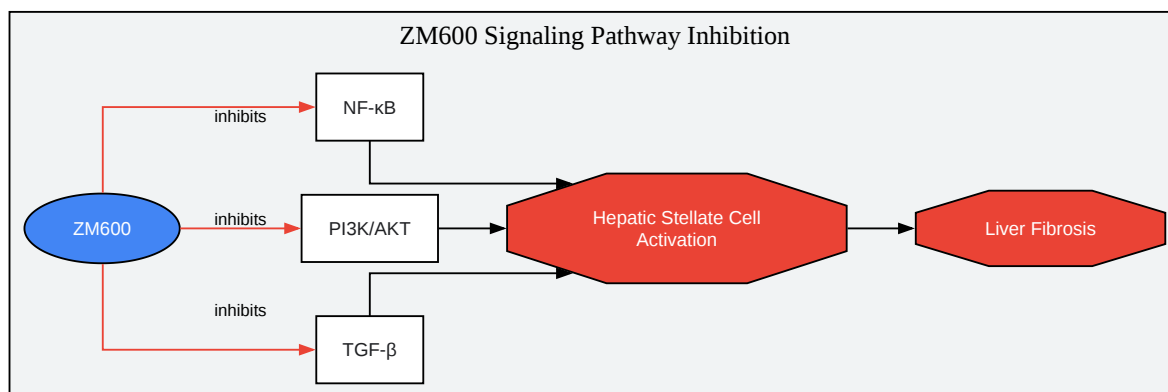 ZM600 Signaling Pathway Inhibition
inhibits
NF-κB
ZM600
inhibits
PI3K/AKT
Hepatic Stellate Cell
Activation
Liver Fibrosis
inhibits
TGF-β